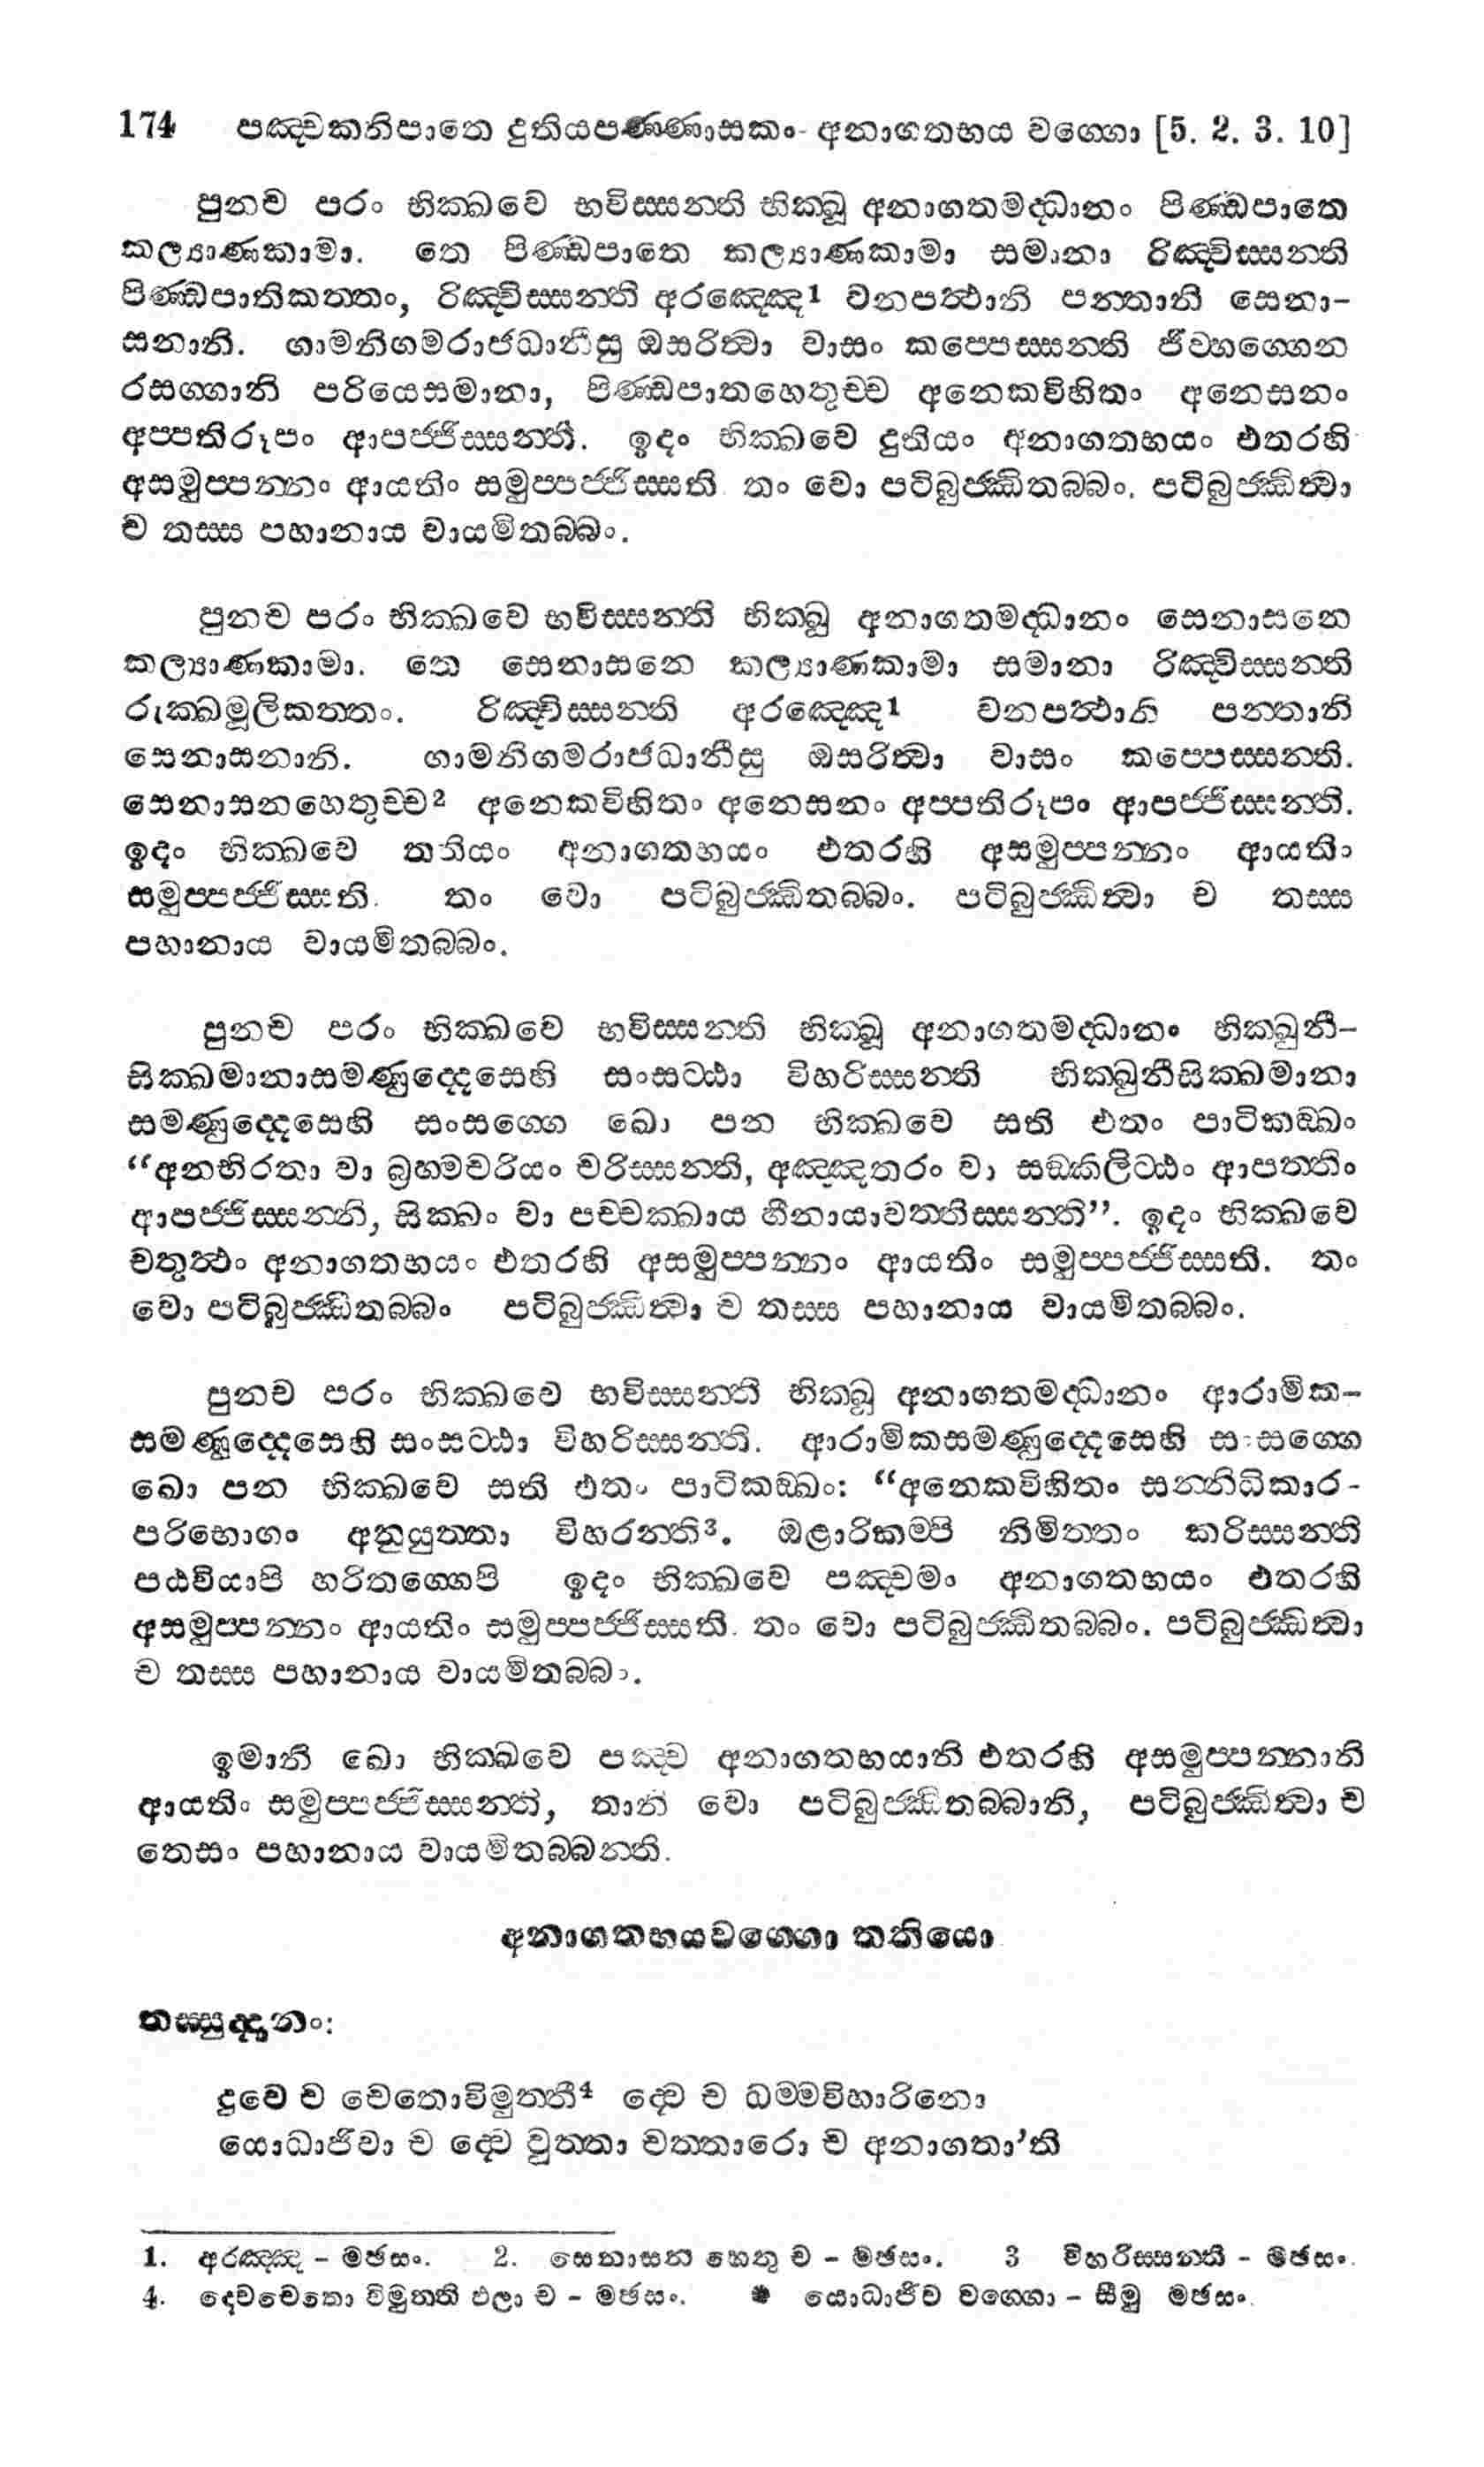 174 පඤ්චකනිපාතෙ දුතියපණ්ණාසකං- අනාගතභය වග්ගො [5. 2. 3. 10]
පුනච පරං භික්ඛවෙ භවිස්සන්ති භික්ඛූ අනාගතමද්ධානං පිණ්ඩපාතෙ
කල්‍යාණකාමා. තෙ පිණ්ඩපාතෙ කල්‍යාණකාමා සමානා රිඤ්චිස්සන්ති
පිණ්ඩපාතිකත්තං, රිඤ්චිස්සන්ති අරඤ්ඤෙ1 වනපත්ථානි පන්තානි සෙනා-
සනානි. ගාමනිගමරාජධානීසු ඔසරිත්‍වා වාසං කප්පෙස්සන්ති ජිව්හග්ගෙන
රසග්ගානි පරියෙසමානා, පිණ්ඩපාතහෙතුච්ච අනෙකවිහිතං අනෙසනං
අප්පතිරූපං ආපජ්ජිස්සන්ති. ඉදං භික්ඛවෙ දුතියං අනාගතභයං එතරහි
අසමුප්පන්නං ආයතිං සමුප්පජ්ජිස්සති. තං වො පටිබුජ්ඣිතබ්බං. පටිබුජ්ඣිත්‍වා
ච තස්ස පහානාය වායමිතබ්බං.
පුනච පරං භික්ඛවෙ භවිස්සන්ති භික්ඛු අනාගතමද්ධානං සෙනාසනෙ
කල්‍යාණකාමා. තෙ සෙනාසනෙ කල්‍යාණකාමා සමානා රිඤ්චිස්සන්ති
රුක්ඛමූලිකත්තං. රිඤ්චිස්සන්ති අරඤ්ඤෙ1 වනපත්ථානි පන්තානි
සෙනාසනානි. ගාමනිගමරාජධානීසු ඔසරිත්‍වා වාසං කප්පෙස්සන්ති.
සෙනාසනහෙතුච්ච2 අනෙකවිහිතං අනෙසනං අප්පතිරූපං ආපජ්ජිස්සන්ති.
ඉදං භික්ඛවෙ තතියං අනාගතභයං එතරහි අසමුප්පන්නං ආයතිං
සමුප්පජ්ජිස්සති. තං වො පටිබුජ්ඣිතබ්බං. පටිබුජ්ඣිත්‍වා ච තස්ස
පහානාය වායමිතබ්බං.
පුනච පරං භික්ඛවෙ භවිස්සන්ති භික්ඛූ අනාගතමද්ධානං භික්ඛුනී-
සික්ඛමානාසමණුද්දෙසෙහි සංසට්ඨා විහරිස්සන්ති භික්ඛුනීසික්ඛමානා
සමණුද්දෙසෙහි සංසග්ගෙ ඛො පන භික්ඛවෙ සති එතං පාටිකඞ්ඛං
“අනභිරතා වා බ්‍රහ්මචරියං චරිස්සන්ති, අඤ්ඤතරං වා සඞ්කිලිට්ඨං ආපත්තිං
ආපජ්ජිස්සන්ති, සික්ඛං වා පච්චක්ඛාය හීනායාවත්තිස්සන්ති”. ඉදං භික්ඛවෙ
චතුත්ථං අනාගතභයං එතරහි අසමුප්පන්නං ආයතිං සමුප්පජ්ජිස්සති. තං
වො පටිබුජ්ඣිතබ්බං පටිබුජ්ඣිත්‍වා ච තස්ස පහානාය වායමිතබ්බං.
පුනච පරං භික්ඛවෙ භවිස්සන්ති භික්ඛූ අනාගතමද්ධානං ආරාමික-
සමණුද්දෙසෙහි සංසට්ඨා විහරිස්සන්ති. ආරාමිකසමණුද්දෙසෙහි සංසග්ගෙ
ඛො පන භික්ඛවෙ සති එතං පාටිකඞ්ඛං: “අනෙකවිහිතං සන්නිධිකාර-
පරිභොගං අනුයුත්තා විහරන්ති3. ඔළාරිකම්පි නිමිත්තං කරිස්සන්ති
පඨවියාපි හරිතග්ගෙපි ඉදං භික්ඛවෙ පඤ්චමං අනාගතභයං එතරහි
අසමුප්පන්නං ආයතිං සමුප්පජ්ජිස්සති. තං වො පටිබුජ්ඣිතබ්බං. පටිබුජ්ඣිත්‍වා
ච තස්ස පහානාය වායමිතබ්බං.
ඉමානි ඛො භික්ඛවෙ පඤ්ච අනාගතභයානි එතරහි අසමුප්පන්නානි
ආයතිං සමුප්පජ්ජිස්සන්ති, තානි වො පටිබුජ්ඣිතබ්බානි, පටිබුජ්ඣිත්‍වා ච
තෙසං පහානාය වායමිතබ්බන්ති.
අනාගතභයවග්ගො තතියො
තස්සුද්දානං:
ද්‍රවෙ ච චෙතොවිමුත්තී4 ද්වෙ ච ධම්මවිහාරිනො
යොධාජීවා ච ද්වෙ වුත්තා චත්තාරො ච අනාගතා’ති
1. අරඤ්ඤ - මඡසං. 2. සෙනාසන හෙතු ච - මඡසං. 3 විහරිස්සන්ති - මඡසං.
4. ද්වෙචෙතො විමුත්ති ඵලා ච - මඡසං. * යොධාජීව වග්ගො - සීමු මඡසං.